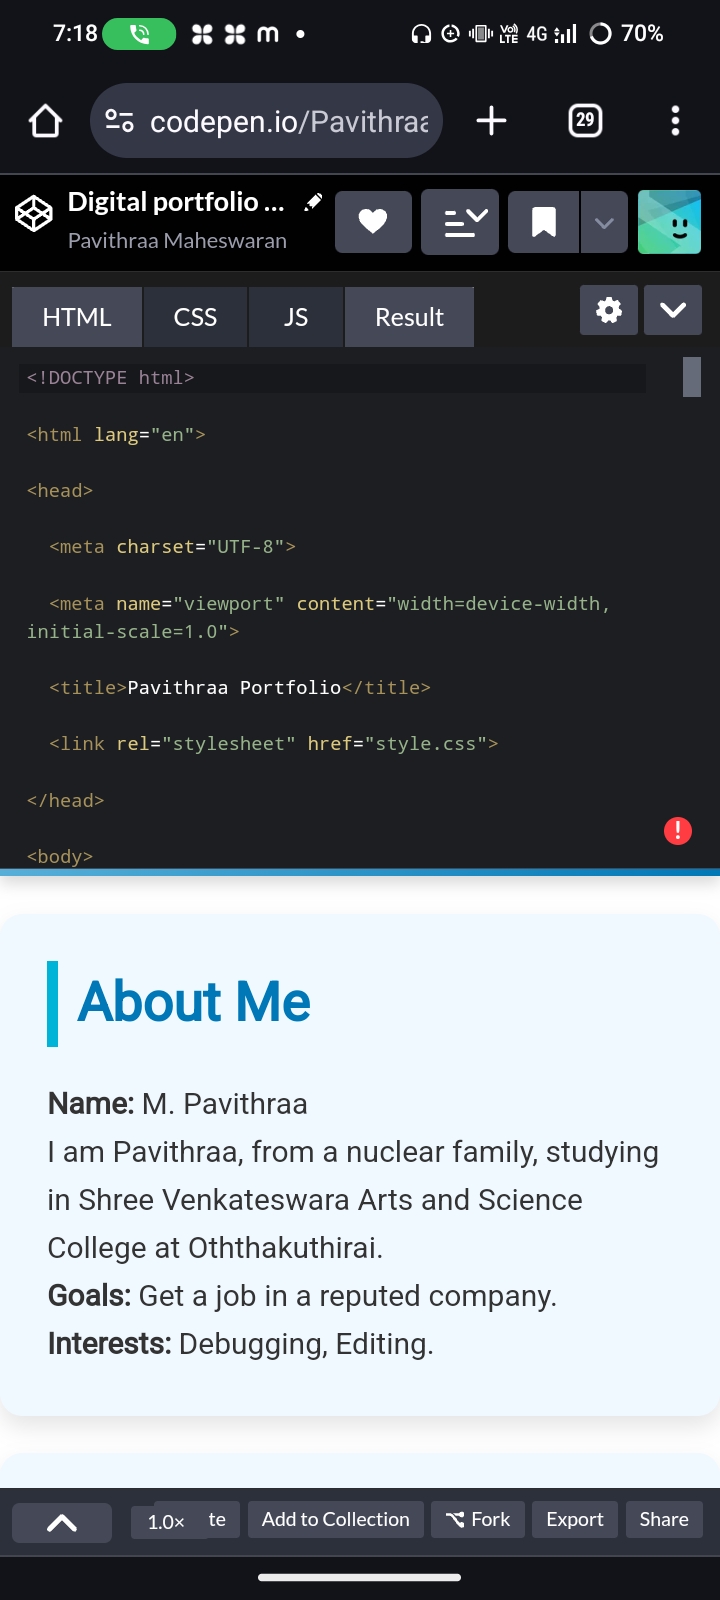 7:18 m Vo) LTE 4G 70%
codepen.io/Pavithraa 29
Digital portfolio ...
Pavithraa Maheswaran
HTML CSS JS Result
<!DOCTYPE html>
<html lang="en">
<head>
<meta charset="UTF-8">
<meta name="viewport" content="width=device-width,
initial-scale=1.0">
<title>Pavithraa Portfolio</title>
<link rel="stylesheet" href="style.css">
</head>
<body>
About Me
Name: M. Pavithraa
I am Pavithraa, from a nuclear family, studying
in Shree Venkateswara Arts and Science
College at Oththakuthirai.
Goals: Get a job in a reputed company.
Interests: Debugging, Editing.
1.0× te Add to Collection Fork Export Share